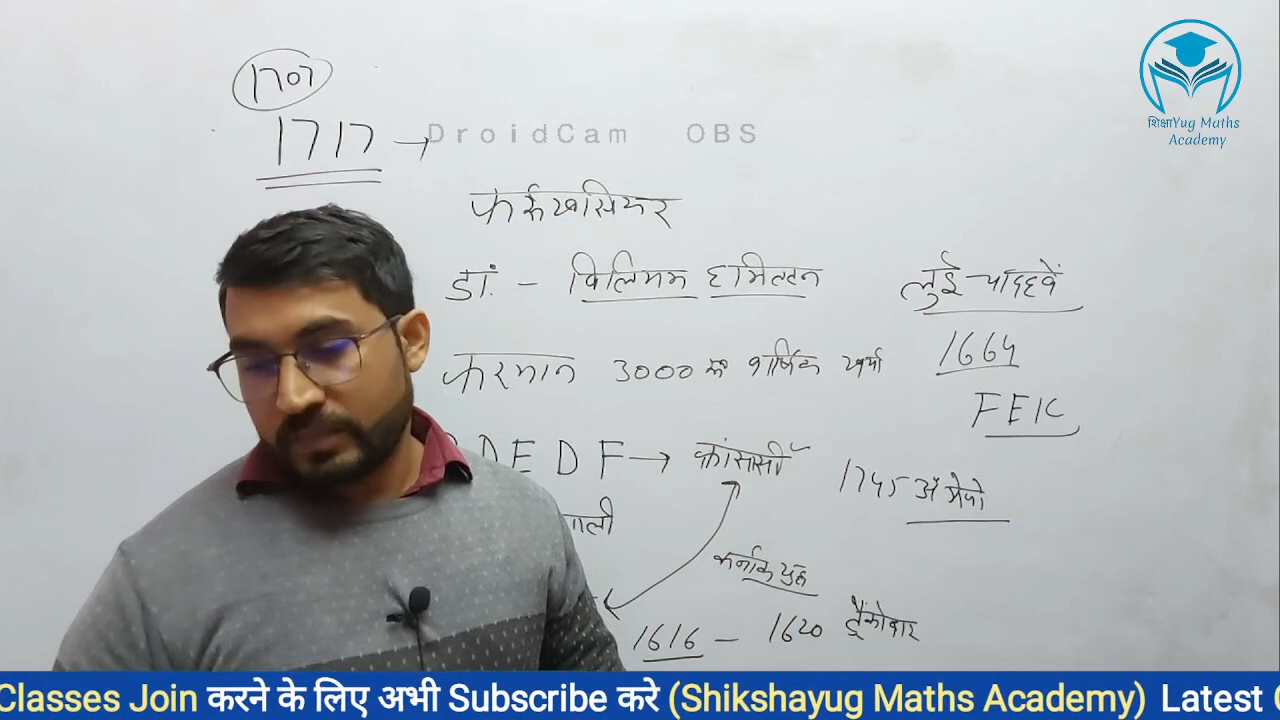 1707
1717 →
DroidCam OBS
शिक्षाYug Maths
Academy
फर्रूखसियर
डॉ. - विलियम हमिल्टन
लुई चौदहवें
फरमान 3000 रू वार्षिक खर्चा
1664
FEIC
D E D F → फ्रांसीसी
1745 अंग्रेजो
गाली
कर्नाटक युद्ध
1616 - 1620 ट्रैंकोबार
Classes Join करने के लिए अभी Subscribe करे (Shikshayug Maths Academy) Latest